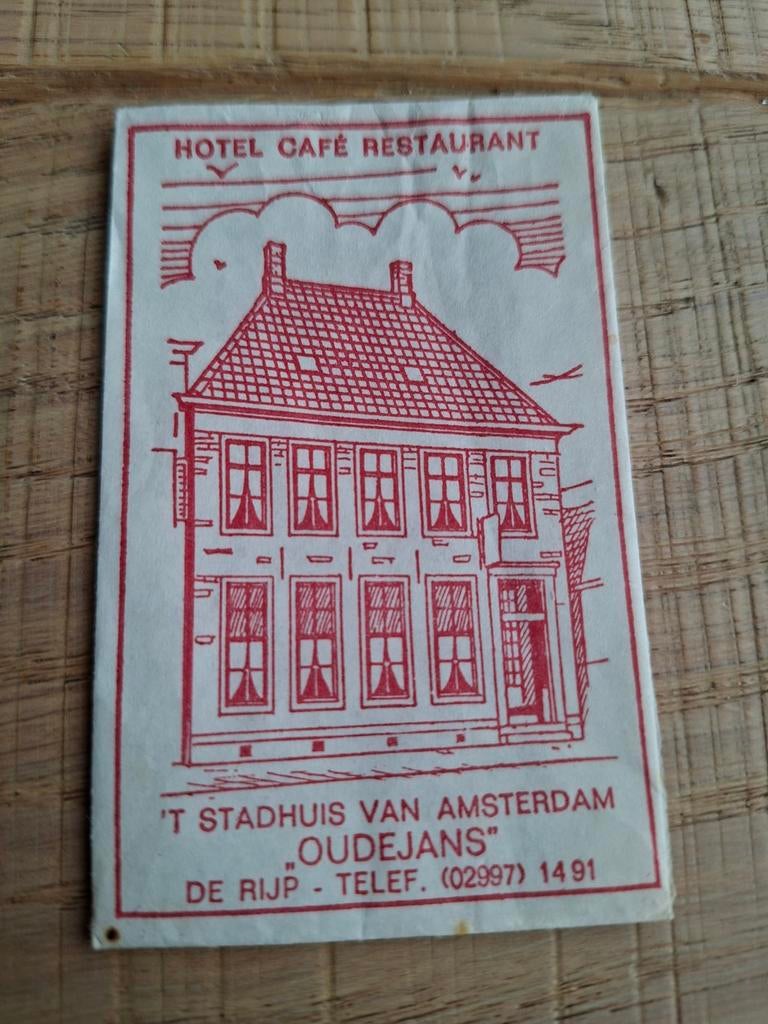 HOTEL CAFÉ RESTAURANT
'T STADHUIS VAN AMSTERDAM
„OUDEJANS"
DE RIJP - TELEF. (02997) 1491